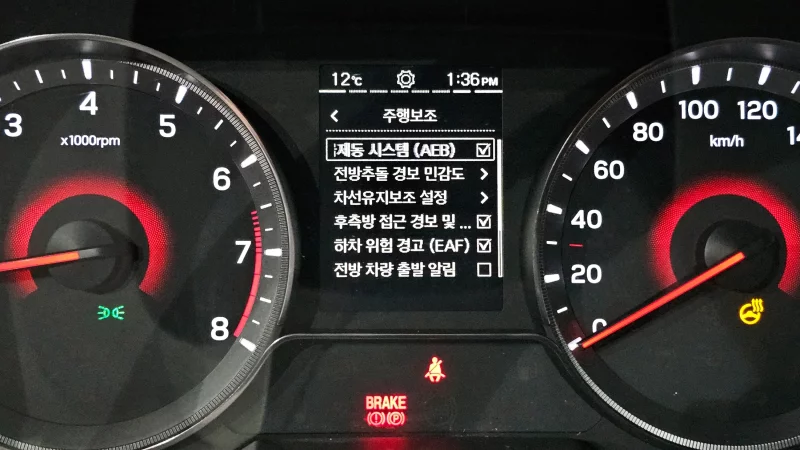 12℃ 1:36PM
주행보조
제동 시스템 (AEB)
전방추돌 경보 민감도
차선유지보조 설정
후측방 접근 경보 및 ...
하차 위험 경고 (EAF)
전방 차량 출발 알림
3 4 5 6 7 8
x1000rpm
0 20 40 60 80 100 120 14
km/h
BRAKE
P